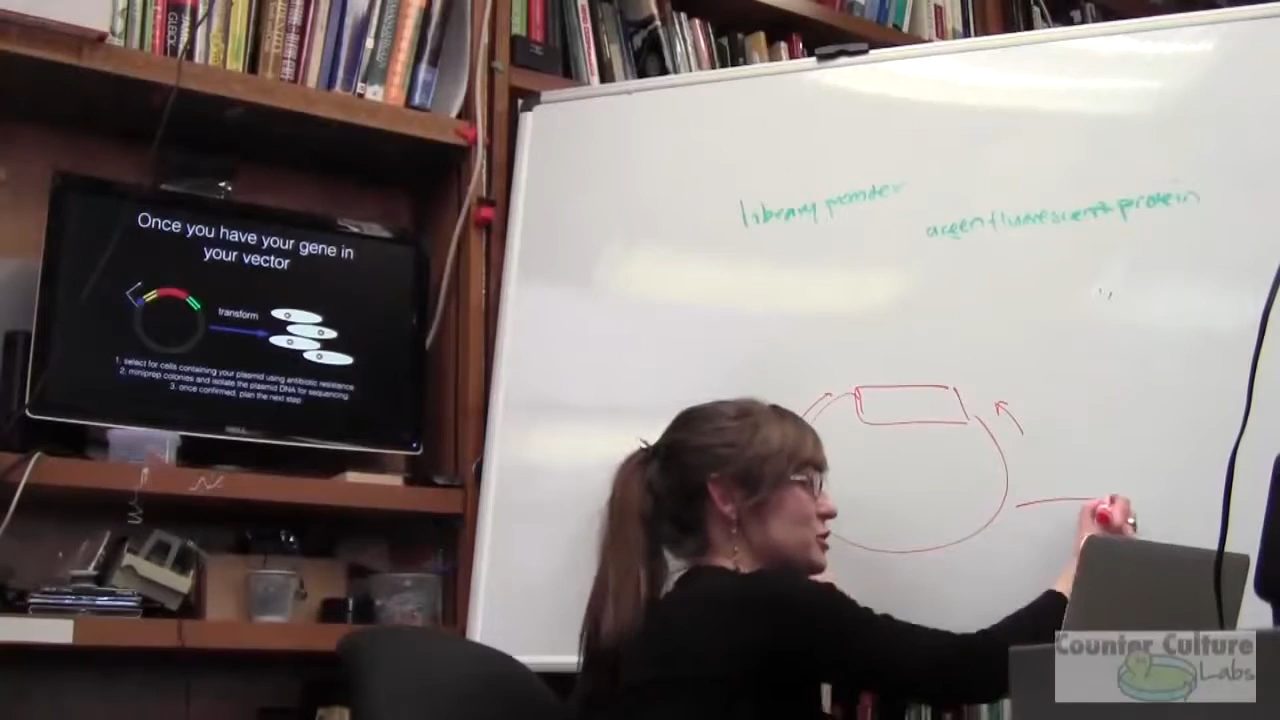 Once you have your gene in
your vector
transform
1. select for cells containing your plasmid using antibiotic resistance
2. miniprep colonies and isolate the plasmid DNA for sequencing
3. once confirmed, plan the next step
DELL
library promoter
green fluorescent protein
Counter Culture
Labs